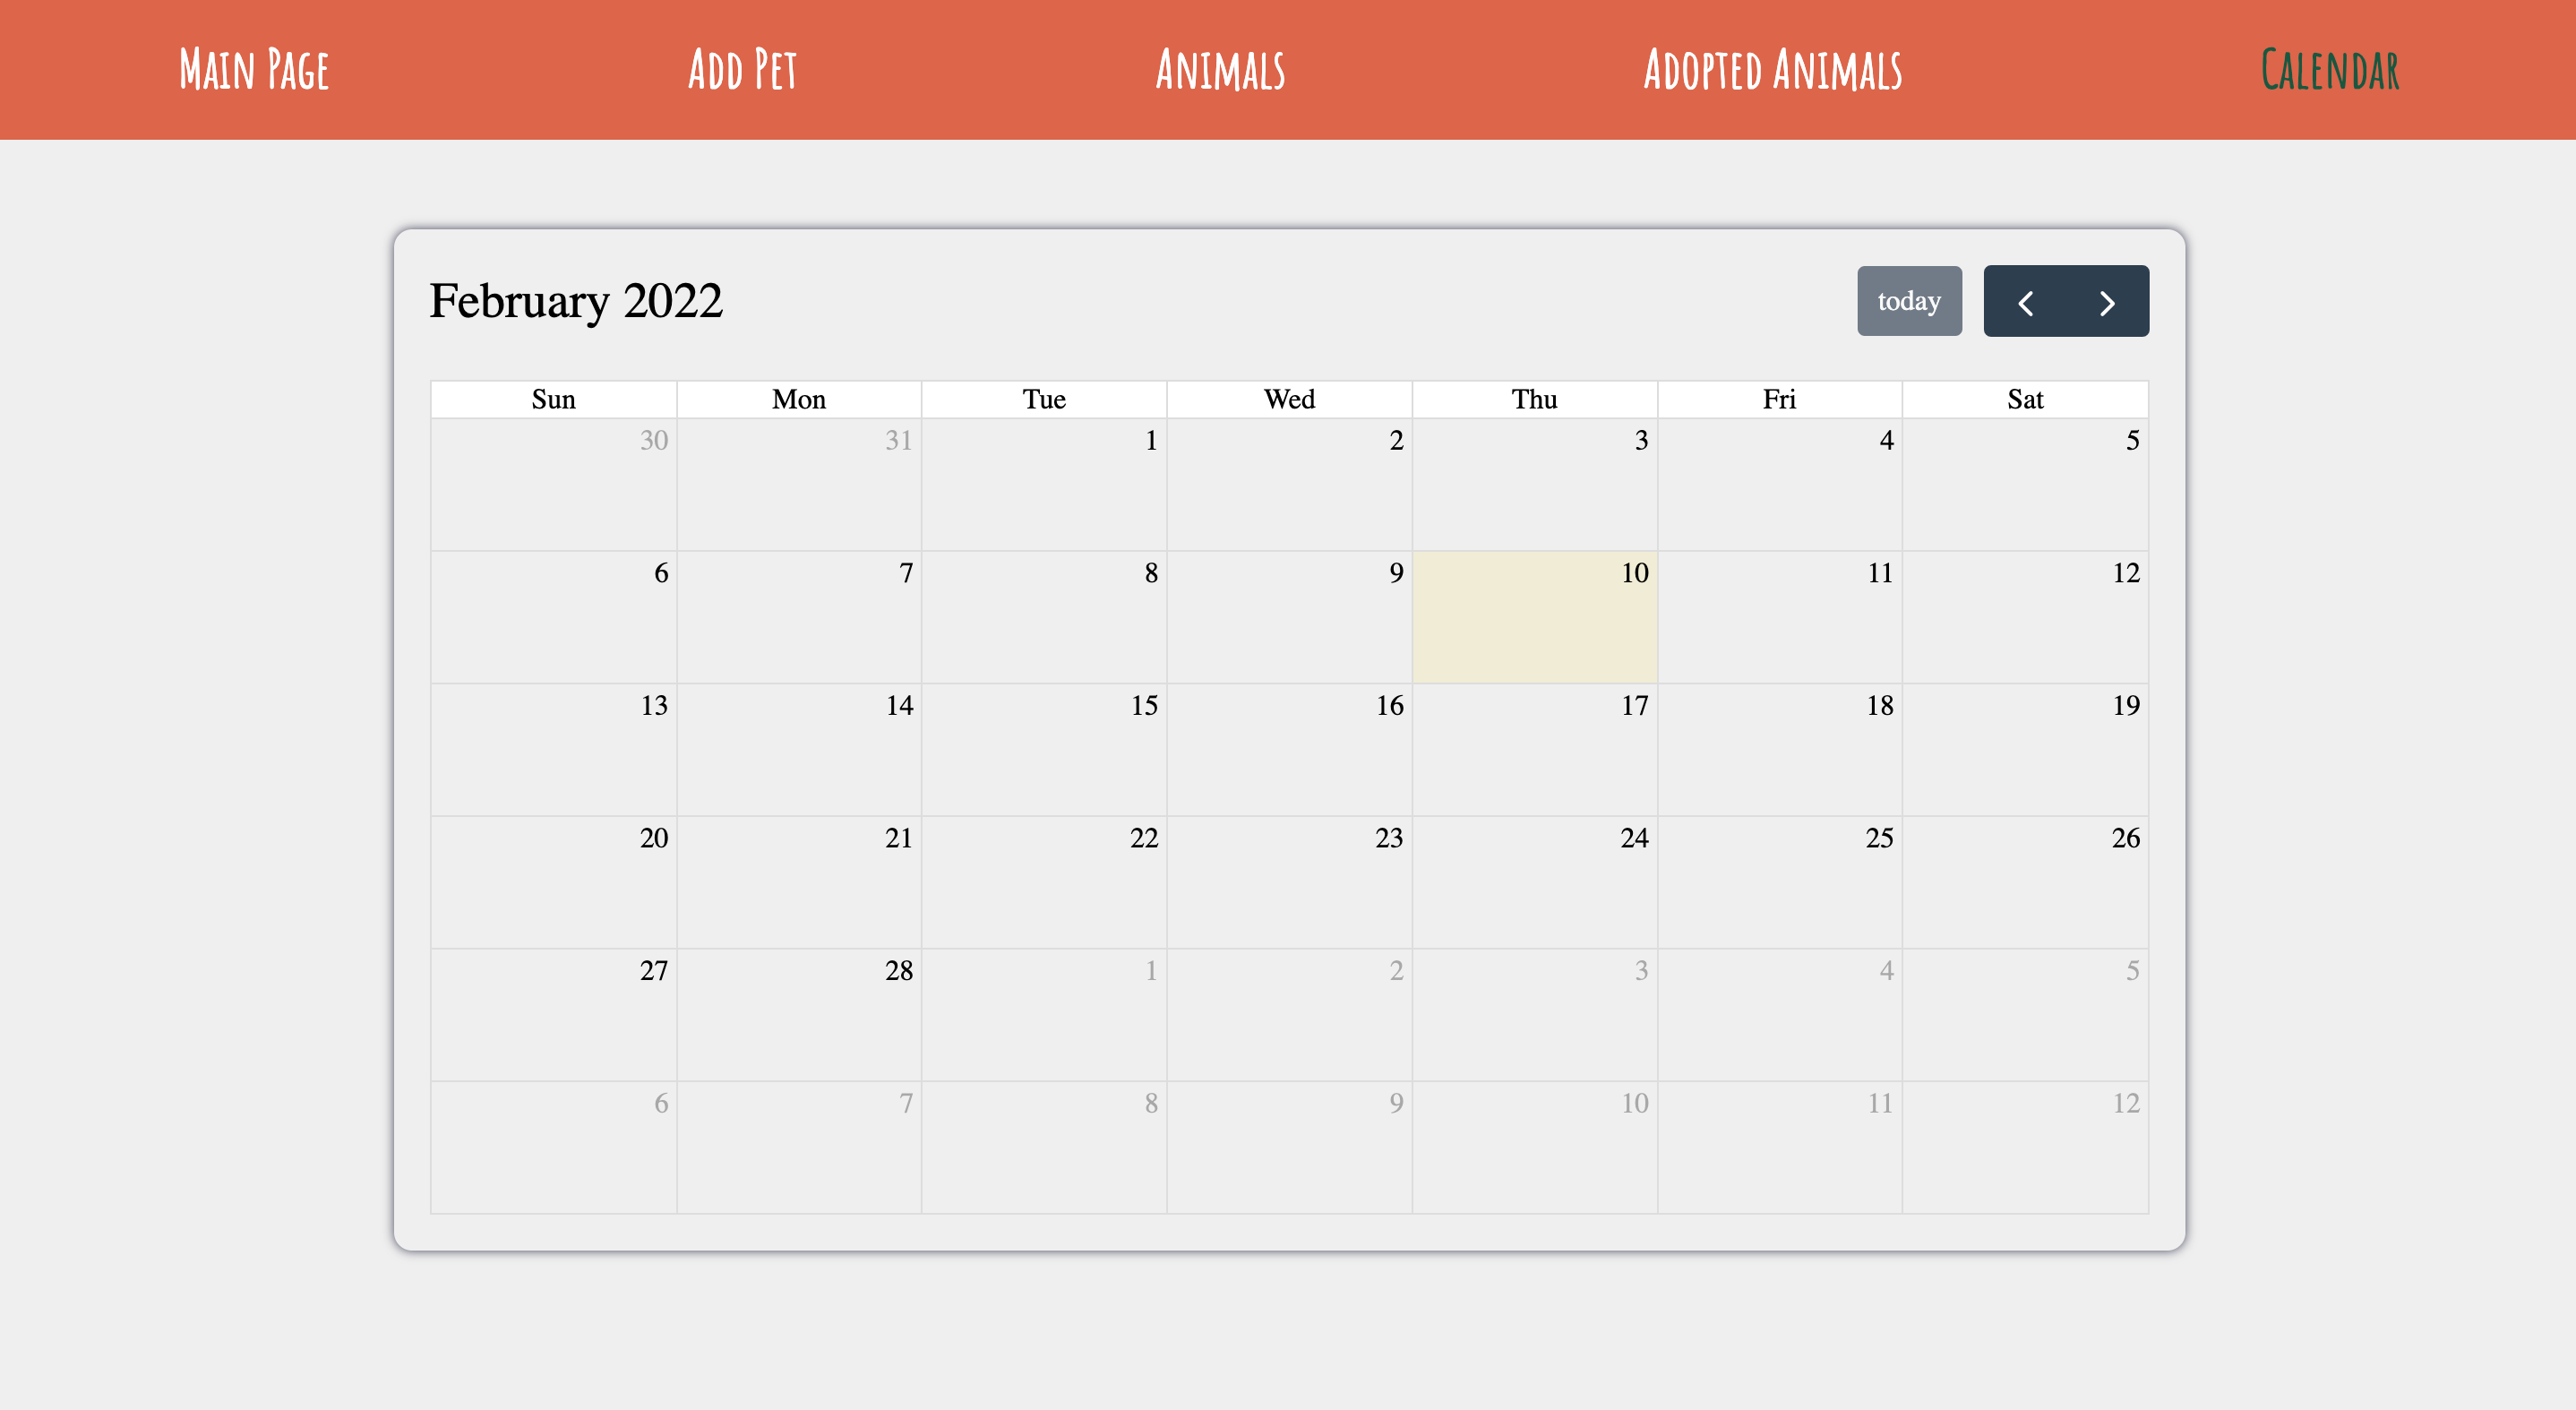 Main Page Add Pet Animals Adopted Animals Calendar
February 2022 today
Sun Mon Tue Wed Thu Fri Sat
30 31 1 2 3 4 5
6 7 8 9 10 11 12
13 14 15 16 17 18 19
20 21 22 23 24 25 26
27 28 1 2 3 4 5
6 7 8 9 10 11 12